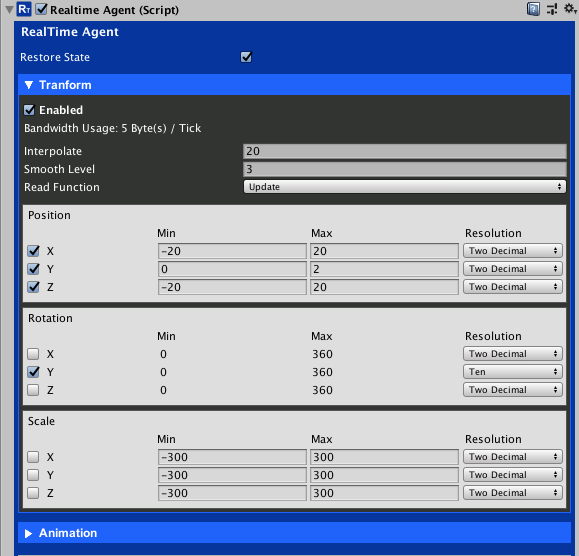 RT Realtime Agent (Script)
RealTime Agent
Restore State
Tranform
Enabled
Bandwidth Usage: 5 Byte(s) / Tick
Interpolate 20
Smooth Level 3
Read Function Update
Position
Min Max Resolution
X -20 20 Two Decimal
Y 0 2 Two Decimal
Z -20 20 Two Decimal
Rotation
Min Max Resolution
X 0 360 Two Decimal
Y 0 360 Ten
Z 0 360 Two Decimal
Scale
Min Max Resolution
X -300 300 Two Decimal
Y -300 300 Two Decimal
Z -300 300 Two Decimal
Animation